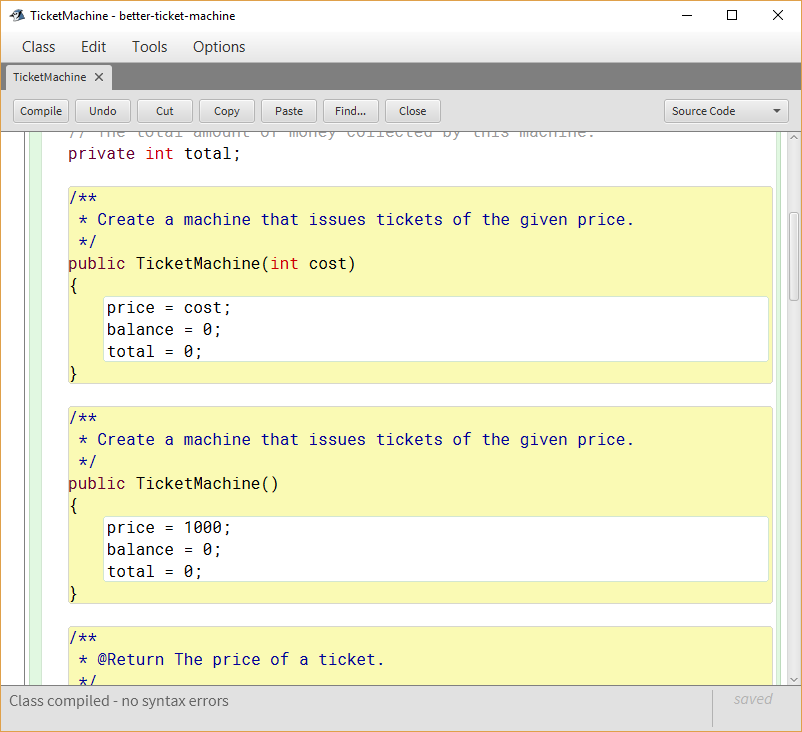 TicketMachine - better-ticket-machine
Class Edit Tools Options
TicketMachine
Compile Undo Cut Copy Paste Find... Close Source Code
// The total amount of money collected by this machine.
private int total;
/**
* Create a machine that issues tickets of the given price.
*/
public TicketMachine(int cost)
{
price = cost;
balance = 0;
total = 0;
}
/**
* Create a machine that issues tickets of the given price.
*/
public TicketMachine()
{
price = 1000;
balance = 0;
total = 0;
}
/**
* @Return The price of a ticket.
*/
Class compiled - no syntax errors
saved